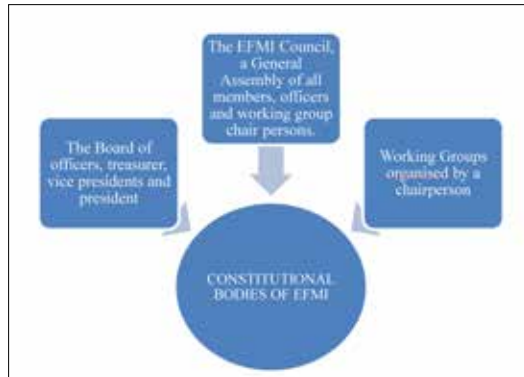 The EFMI Council,
a General
Assembly of all
members, officers
and working group
chair persons.
The Board of
officers, treasurer,
vice presidents and
president
Working Groups
organised by a
chairperson
CONSTITUTIONAL
BODIES OF EFMI